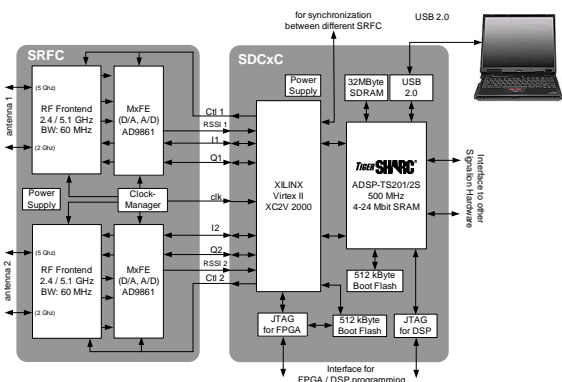 for synchronization
between different SRFC
USB 2.0
SRFC
SDCxC
antenna 1
(5 Ghz)
RF Frontend
2.4 / 5.1 GHz
BW: 60 MHz
(2 Ghz)
MxFE
(D/A, A/D)
AD9861
Ctl 1
RSSI 1
I1
Q1
Power
Supply
32MByte
SDRAM
USB
2.0
XILINX
Virtex II
XC2V 2000
TigerSHARC
ADSP-TS201/2S
500 MHz
4-24 Mbit SRAM
Interface to other
Signalion Hardware
Power
Supply
Clock-
Manager
clk
antenna 2
(5 Ghz)
RF Frontend
2.4 / 5.1 GHz
BW: 60 MHz
(2 Ghz)
MxFE
(D/A, A/D)
AD9861
I2
Q2
RSSI 2
Ctl 2
512 kByte
Boot Flash
JTAG
for FPGA
512 kByte
Boot Flash
JTAG
for DSP
Interface for
FPGA / DSP programming